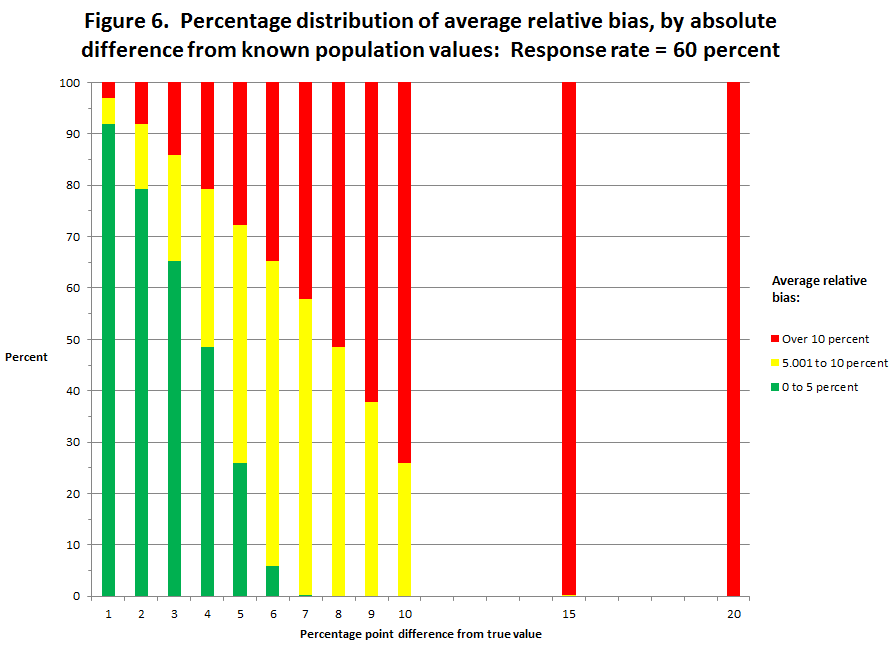 Figure 6. Percentage distribution of average relative bias, by absolute
difference from known population values: Response rate = 60 percent
100
90
80
70
60
50
40
30
20
10
0
Percent
1 2 3 4 5 6 7 8 9 10 15 20
Percentage point difference from true value
Average relative
bias:
Over 10 percent
5.001 to 10 percent
0 to 5 percent